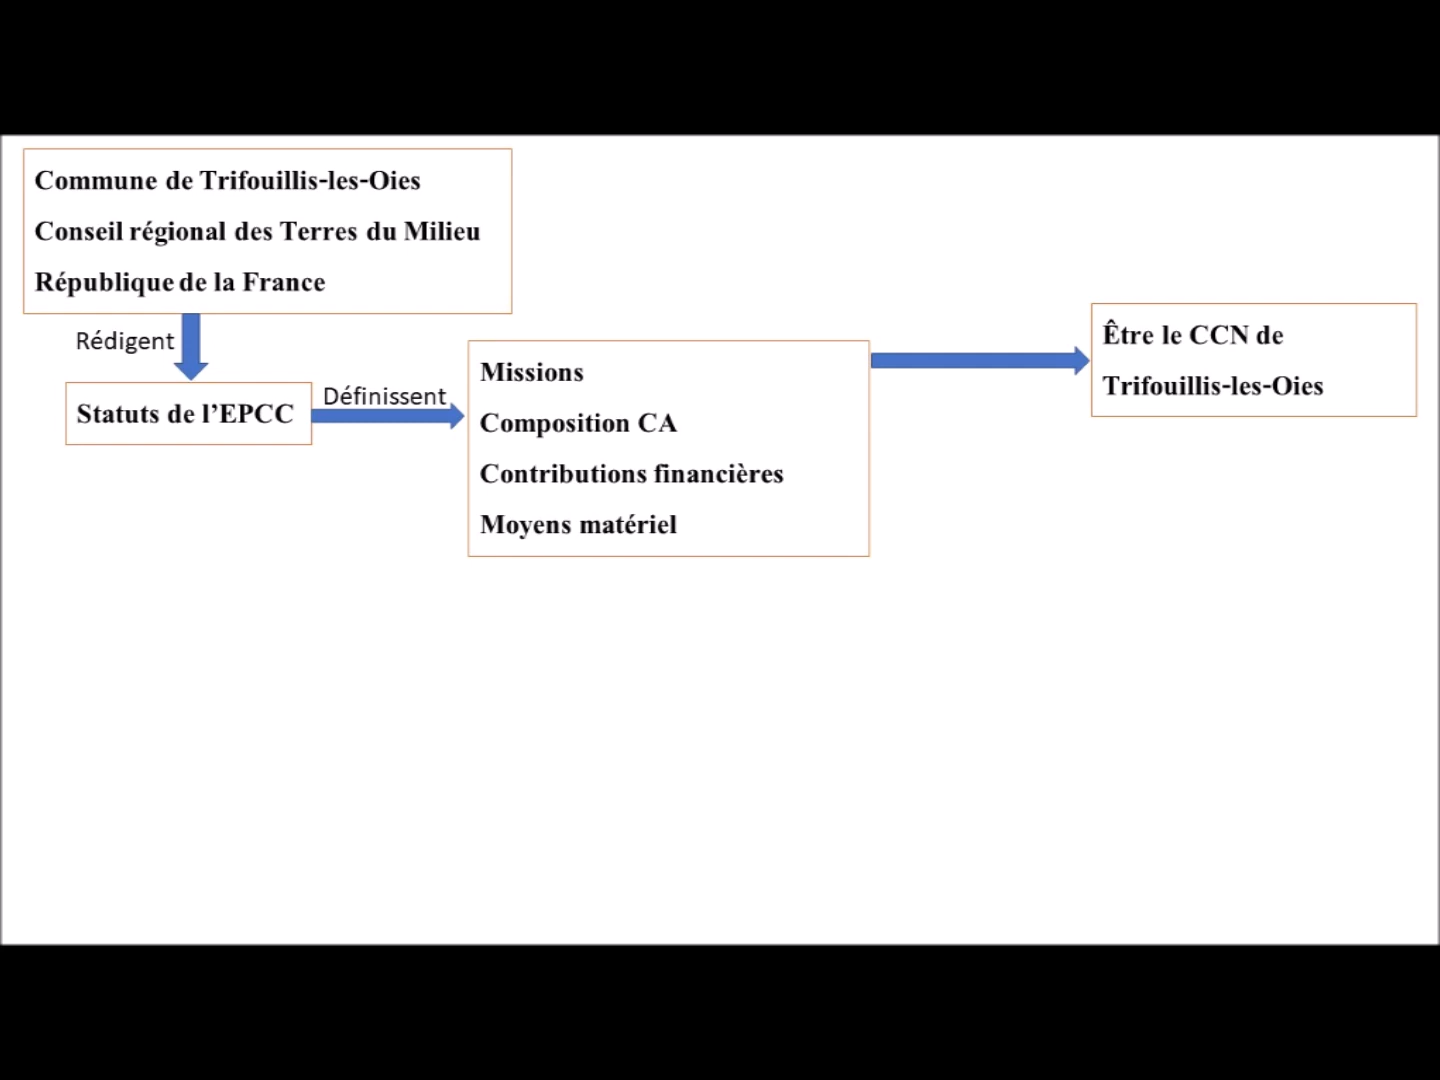 Commune de Trifouillis-les-Oies
Conseil régional des Terres du Milieu
République de la France
Rédigent
Statuts de l’EPCC
Définissent
Missions
Composition CA
Contributions financières
Moyens matériel
Être le CCN de
Trifouillis-les-Oies